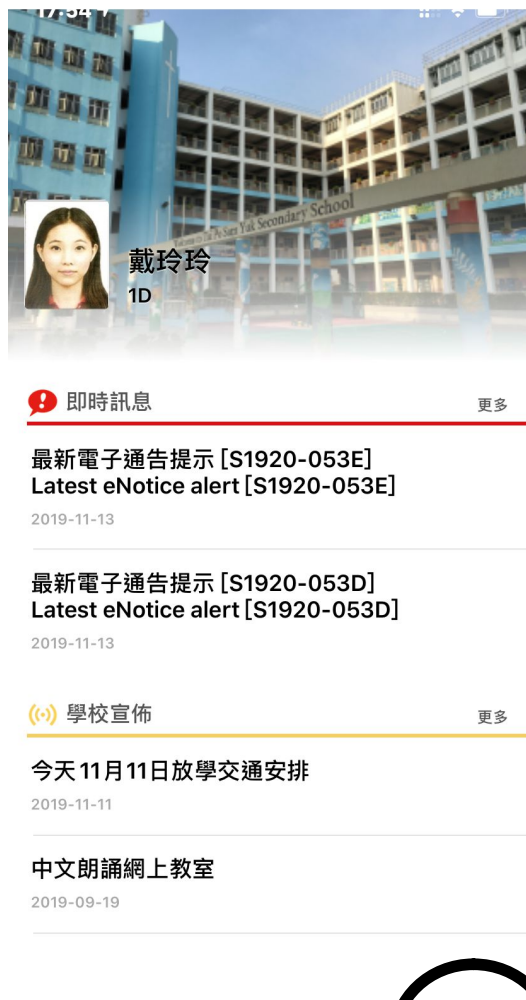 17:54
Secondary School
戴玲玲
1D
即時訊息
更多
最新電子通告提示 [S1920-053E]
Latest eNotice alert [S1920-053E]
2019-11-13
最新電子通告提示 [S1920-053D]
Latest eNotice alert [S1920-053D]
2019-11-13
學校宣佈
更多
今天11月11日放學交通安排
2019-11-11
中文朗誦網上教室
2019-09-19